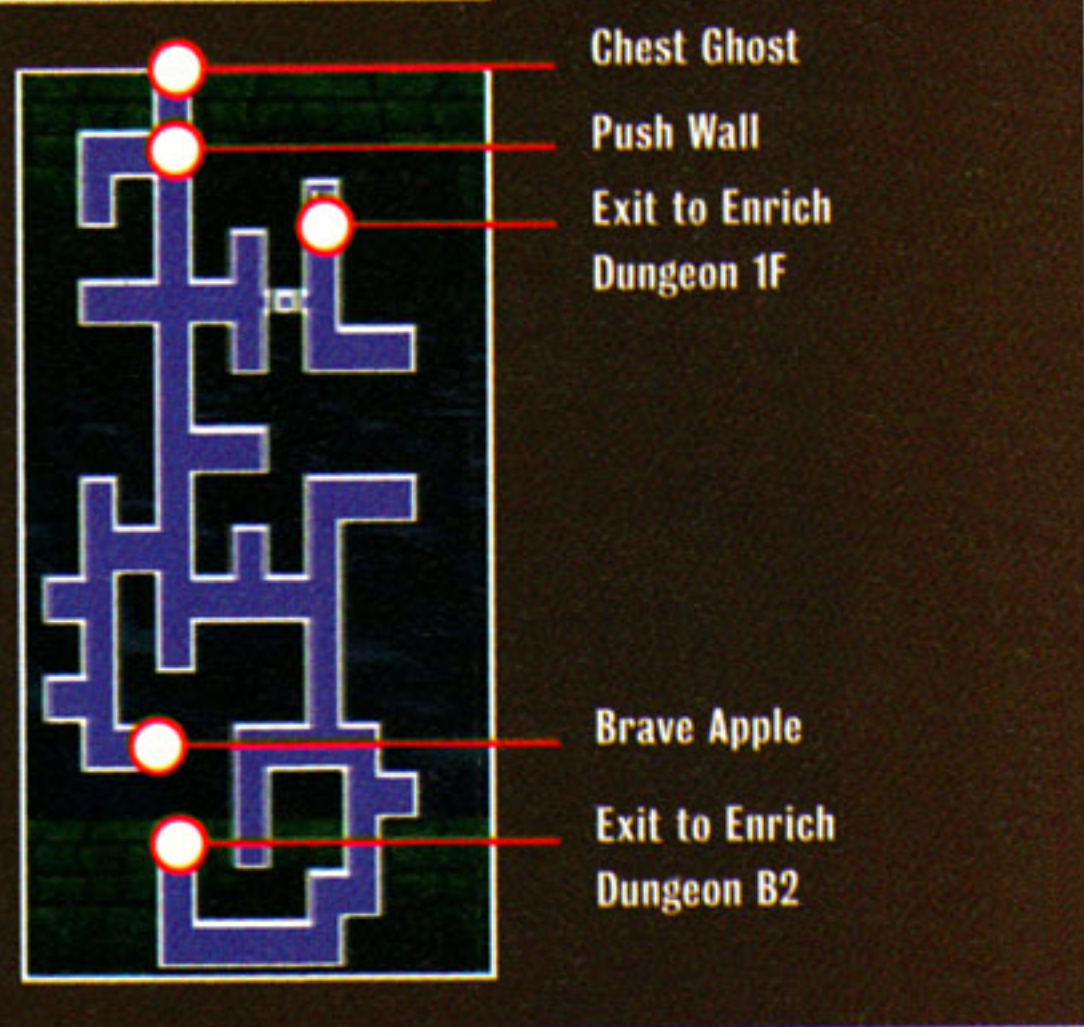 Chest Ghost
Push Wall
Exit to Enrich
Dungeon 1F
Brave Apple
Exit to Enrich
Dungeon B2